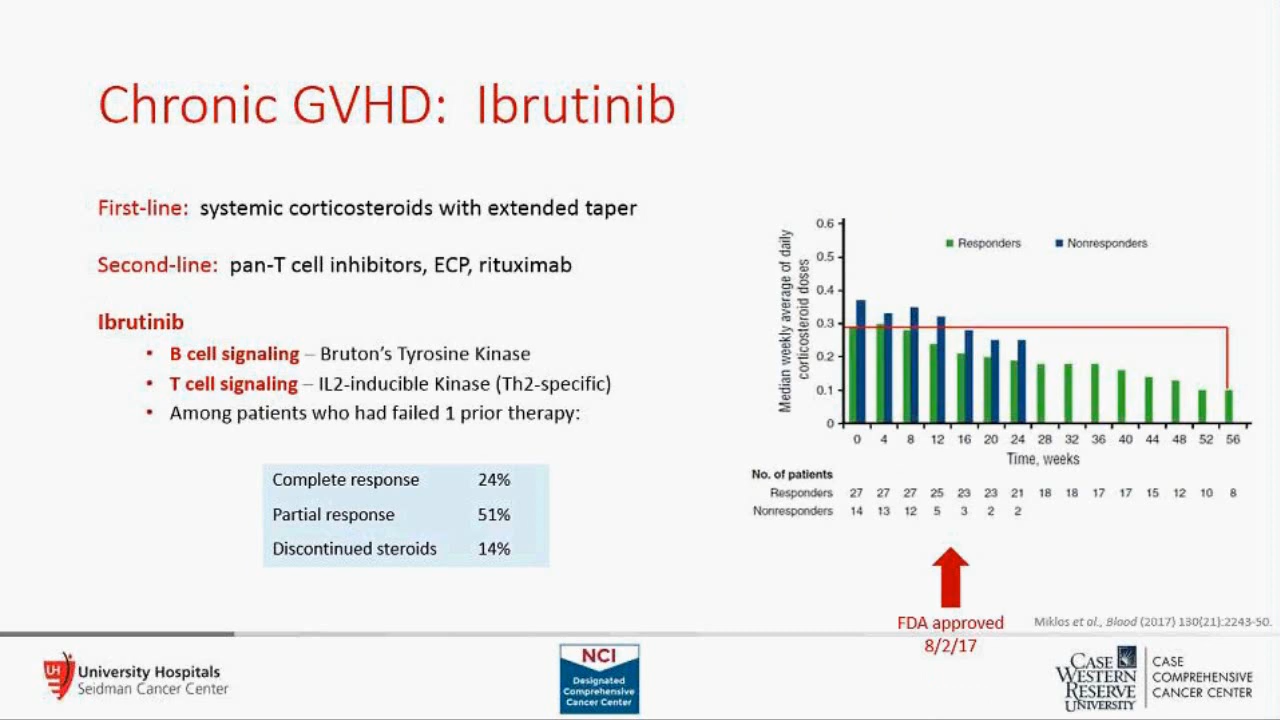 Chronic GVHD: Ibrutinib
First-line: systemic corticosteroids with extended taper
Second-line: pan-T cell inhibitors, ECP, rituximab
Ibrutinib
• B cell signaling – Bruton's Tyrosine Kinase
• T cell signaling – IL2-inducible Kinase (Th2-specific)
• Among patients who had failed 1 prior therapy:
Complete response 24%
Partial response 51%
Discontinued steroids 14%
Median weekly average of daily
corticosteroid doses
0.6
0.5
0.4
0.3
0.2
0.1
0
Responders Nonresponders
0 4 8 12 16 20 24 28 32 36 40 44 48 52 56
Time, weeks
No. of patients
Responders 27 27 27 25 23 23 21 18 18 17 17 15 12 10 8
Nonresponders 14 13 12 5 3 2 2
FDA approved
8/2/17
Miklos et al., Blood (2017) 130(21):2243-50.
UH
University Hospitals
Seidman Cancer Center
NCI
Designated
Comprehensive
Cancer Center
CASE
WESTERN
RESERVE
UNIVERSITY
CASE
COMPREHENSIVE
CANCER CENTER